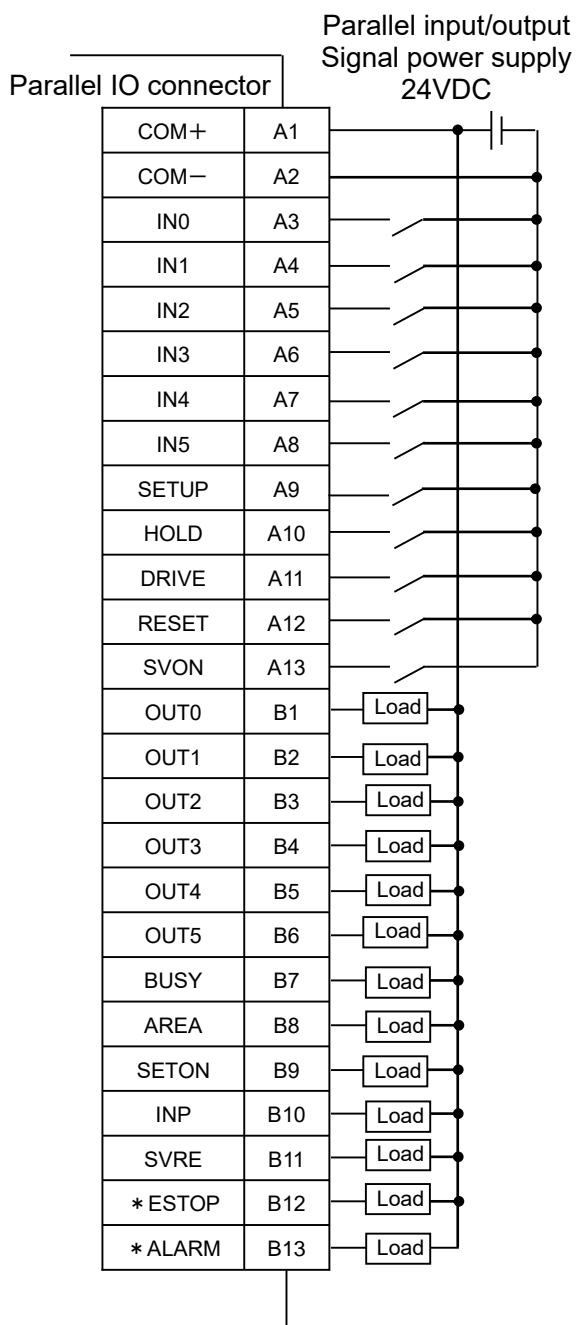 Parallel input/output
Signal power supply
24VDC
Parallel IO connector
COM+ A1
COM− A2
IN0 A3
IN1 A4
IN2 A5
IN3 A6
IN4 A7
IN5 A8
SETUP A9
HOLD A10
DRIVE A11
RESET A12
SVON A13
OUT0 B1 Load
OUT1 B2 Load
OUT2 B3 Load
OUT3 B4 Load
OUT4 B5 Load
OUT5 B6 Load
BUSY B7 Load
AREA B8 Load
SETON B9 Load
INP B10 Load
SVRE B11 Load
*ESTOP B12 Load
*ALARM B13 Load